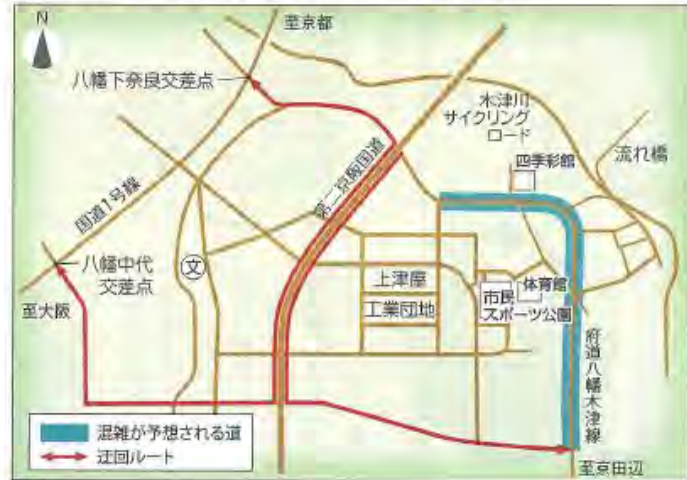 N
至京都
八幡下奈良交差点
木津川
サイクリング
ロード
流れ橋
四季彩館
第二京阪国道
国道1号線
八幡中代
交差点
文
至大阪
上津屋
工業団地
体育館
市民
スポーツ公園
府道八幡木津線
混雑が予想される道
迂回ルート
至京田辺